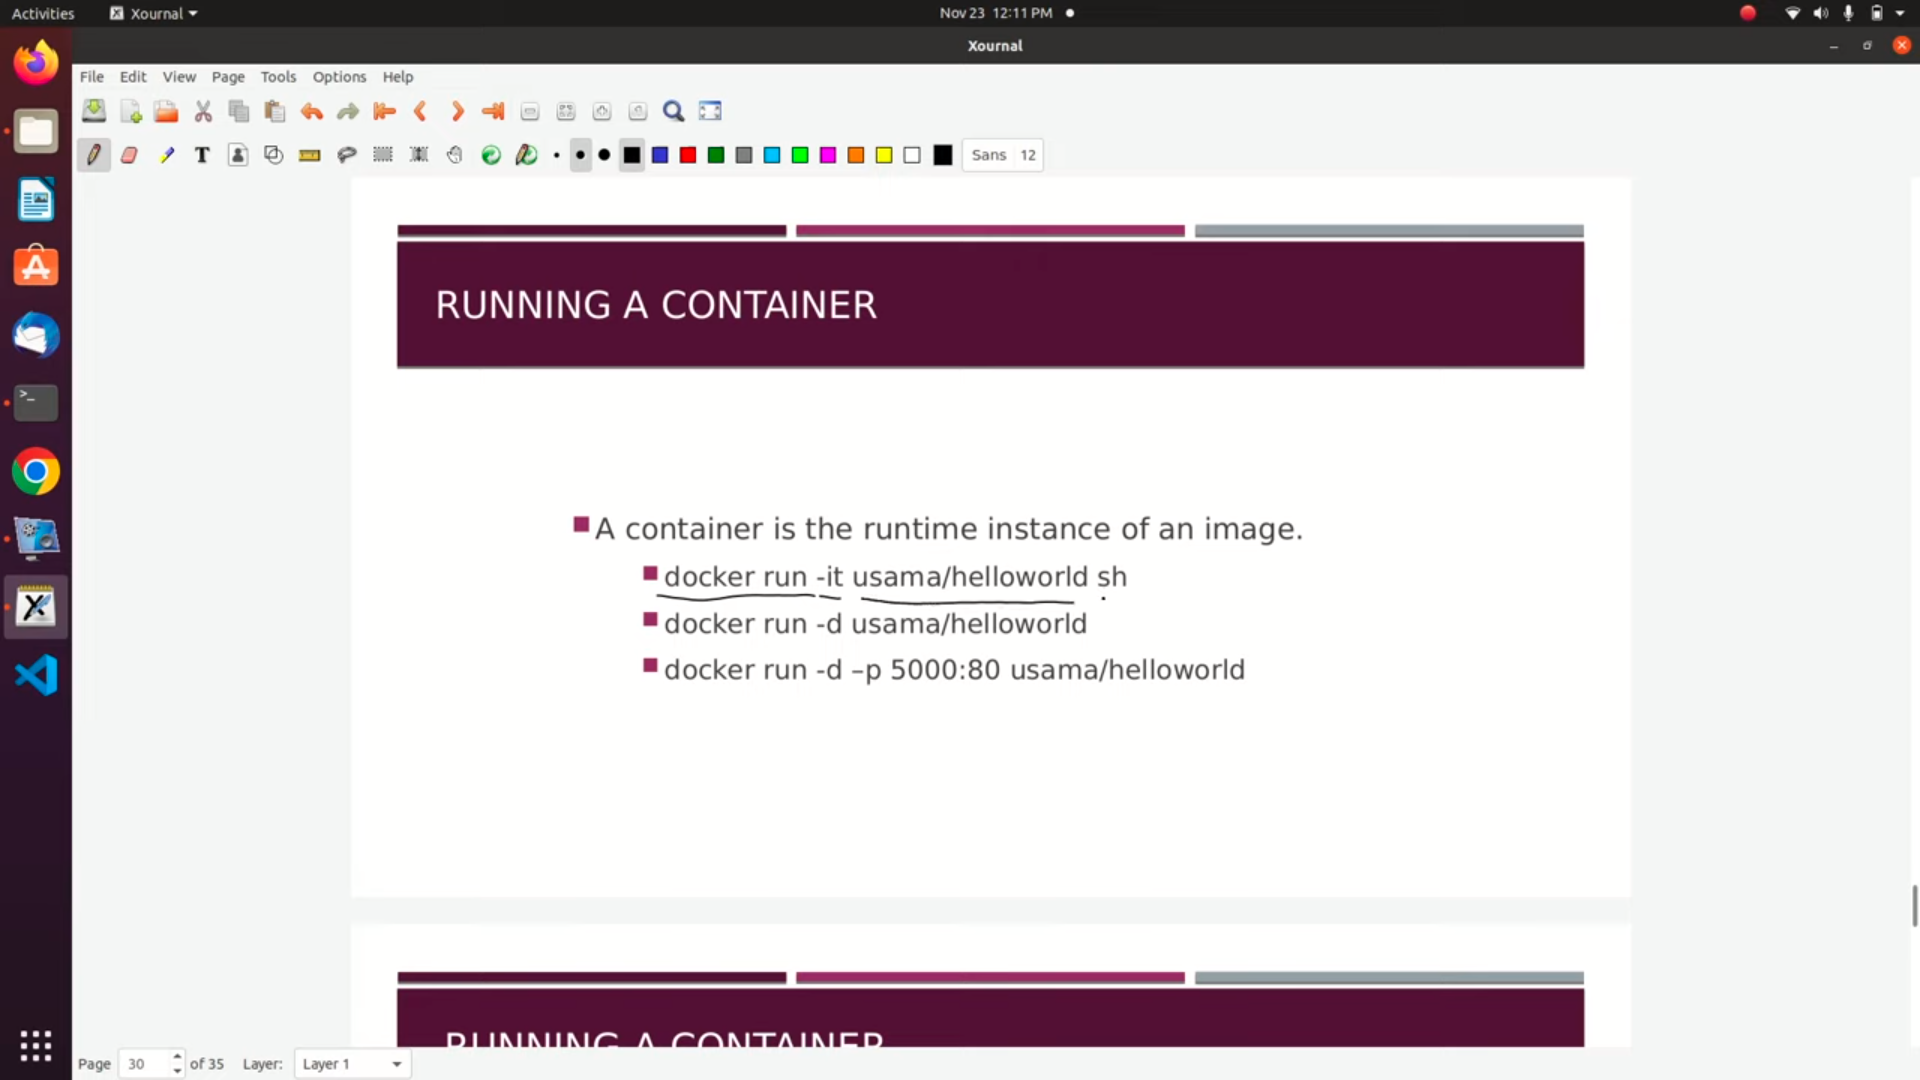 Activities Xournal Nov 23 12:11 PM
Xournal
File Edit View Page Tools Options Help
T Sans 12
RUNNING A CONTAINER
A container is the runtime instance of an image.
docker run -it usama/helloworld sh
docker run -d usama/helloworld
docker run -d –p 5000:80 usama/helloworld
RUNNING A CONTAINER
Page 30 of 35 Layer: Layer 1